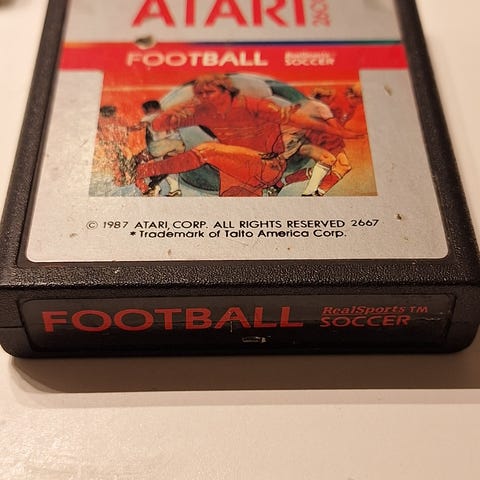 ATARI 2600
FOOTBALL RealSports SOCCER
© 1987 ATARI, CORP. ALL RIGHTS RESERVED 2667
* Trademark of Taito America Corp.
FOOTBALL RealSports TM SOCCER